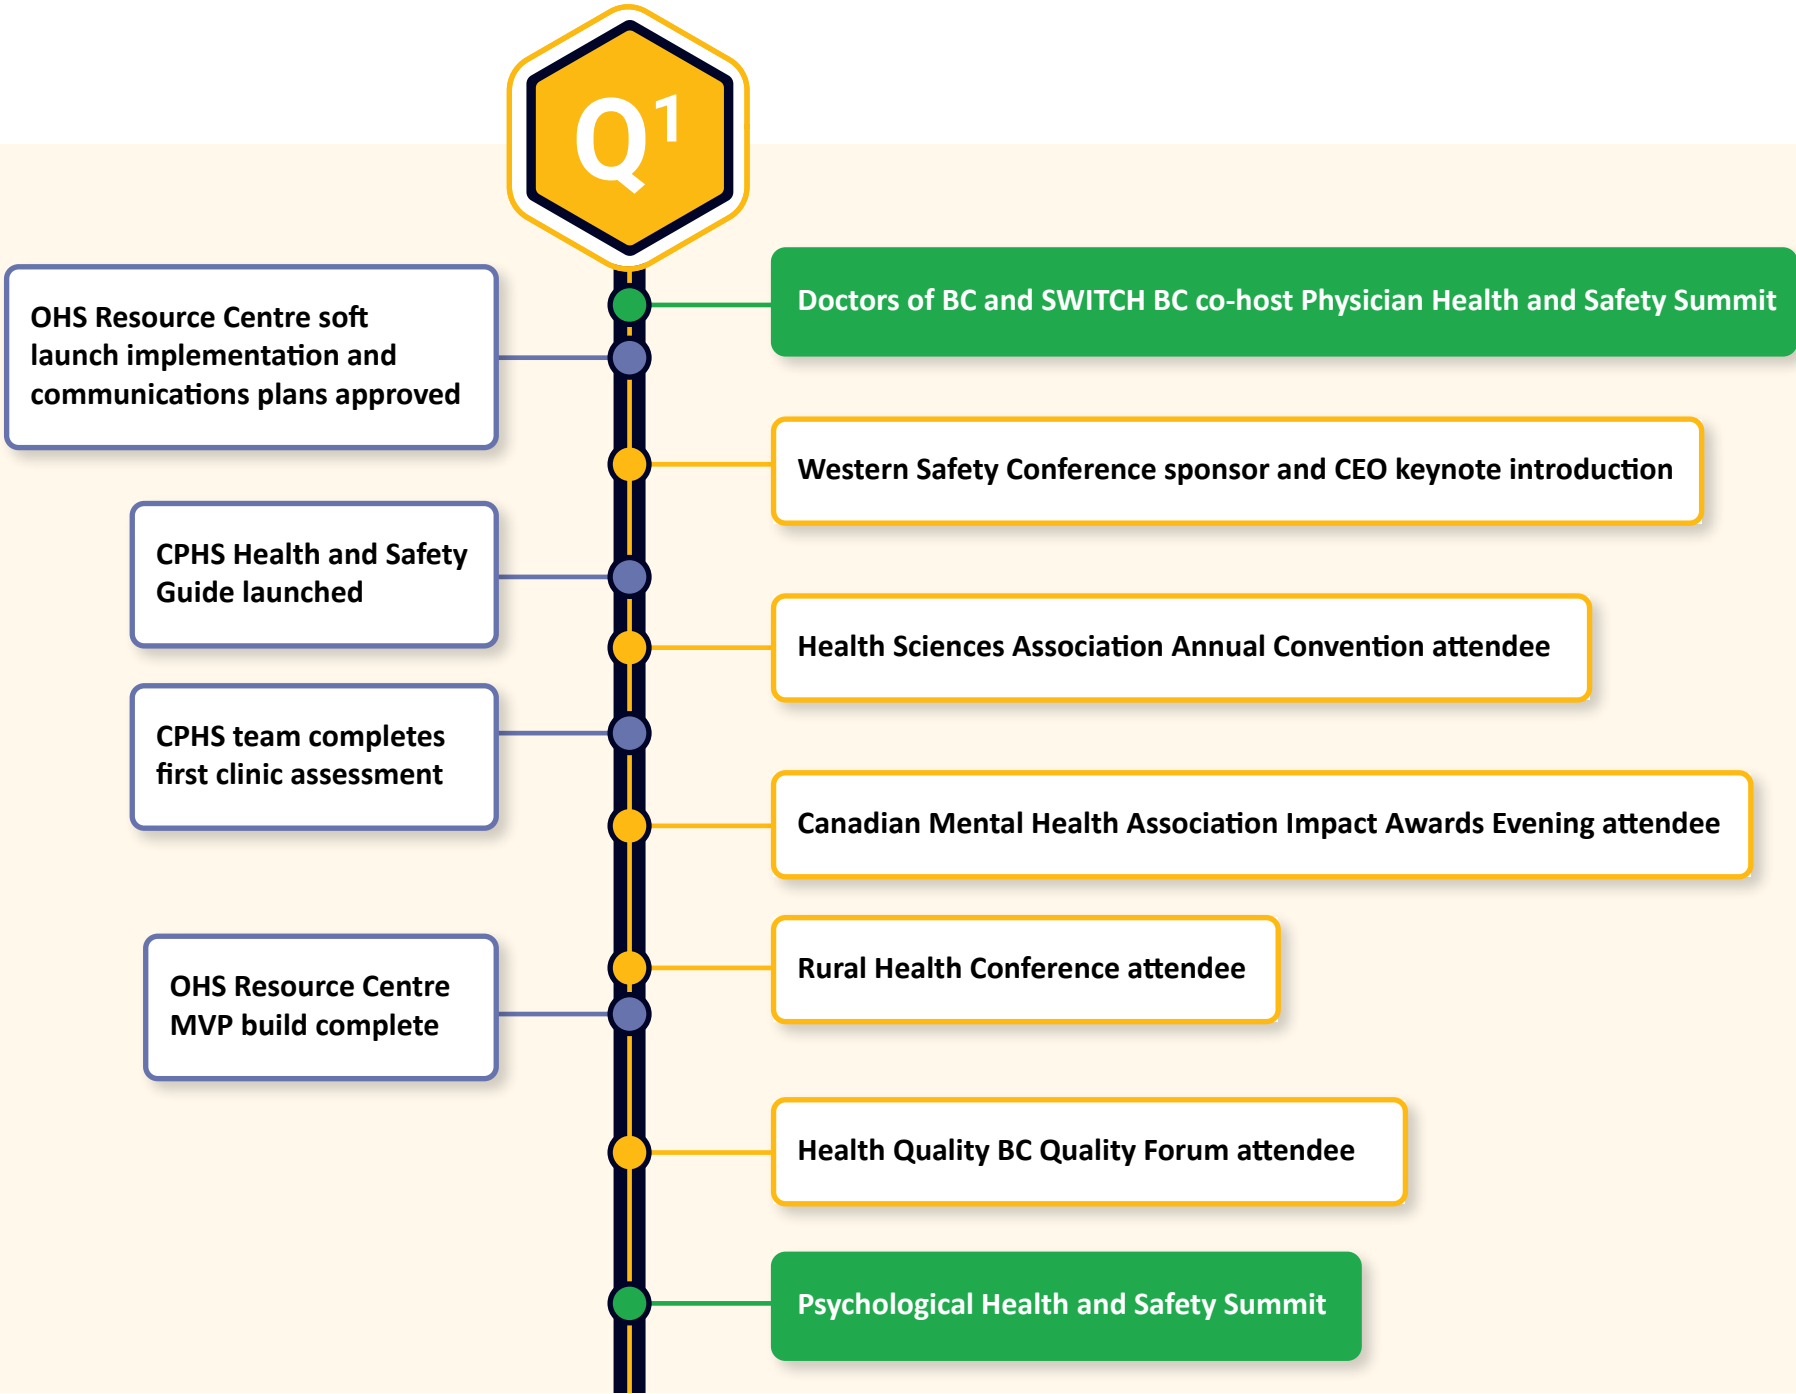 Q1
Doctors of BC and SWITCH BC co-host Physician Health and Safety Summit
OHS Resource Centre soft
launch implementation and
communications plans approved
Western Safety Conference sponsor and CEO keynote introduction
CPHS Health and Safety
Guide launched
Health Sciences Association Annual Convention attendee
CPHS team completes
first clinic assessment
Canadian Mental Health Association Impact Awards Evening attendee
Rural Health Conference attendee
OHS Resource Centre
MVP build complete
Health Quality BC Quality Forum attendee
Psychological Health and Safety Summit